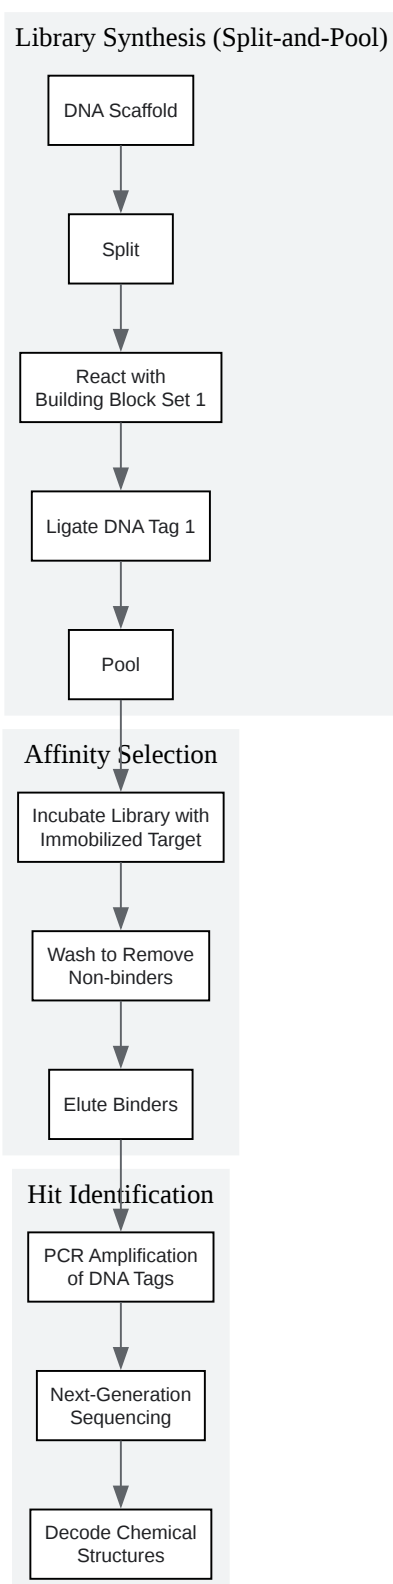 Library Synthesis (Split-and-Pool)
DNA Scaffold
Split
React with
Building Block Set 1
Ligate DNA Tag 1
Pool
Affinity Selection
Incubate Library with
Immobilized Target
Wash to Remove
Non-binders
Elute Binders
Hit Identification
PCR Amplification
of DNA Tags
Next-Generation
Sequencing
Decode Chemical
Structures